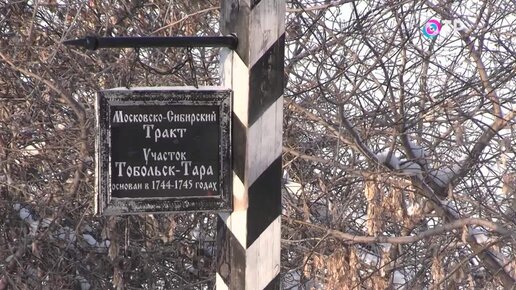 Московско-Сибирский
Тракт
Участок
Тобольск-Тара
основан в 1744-1745 годах